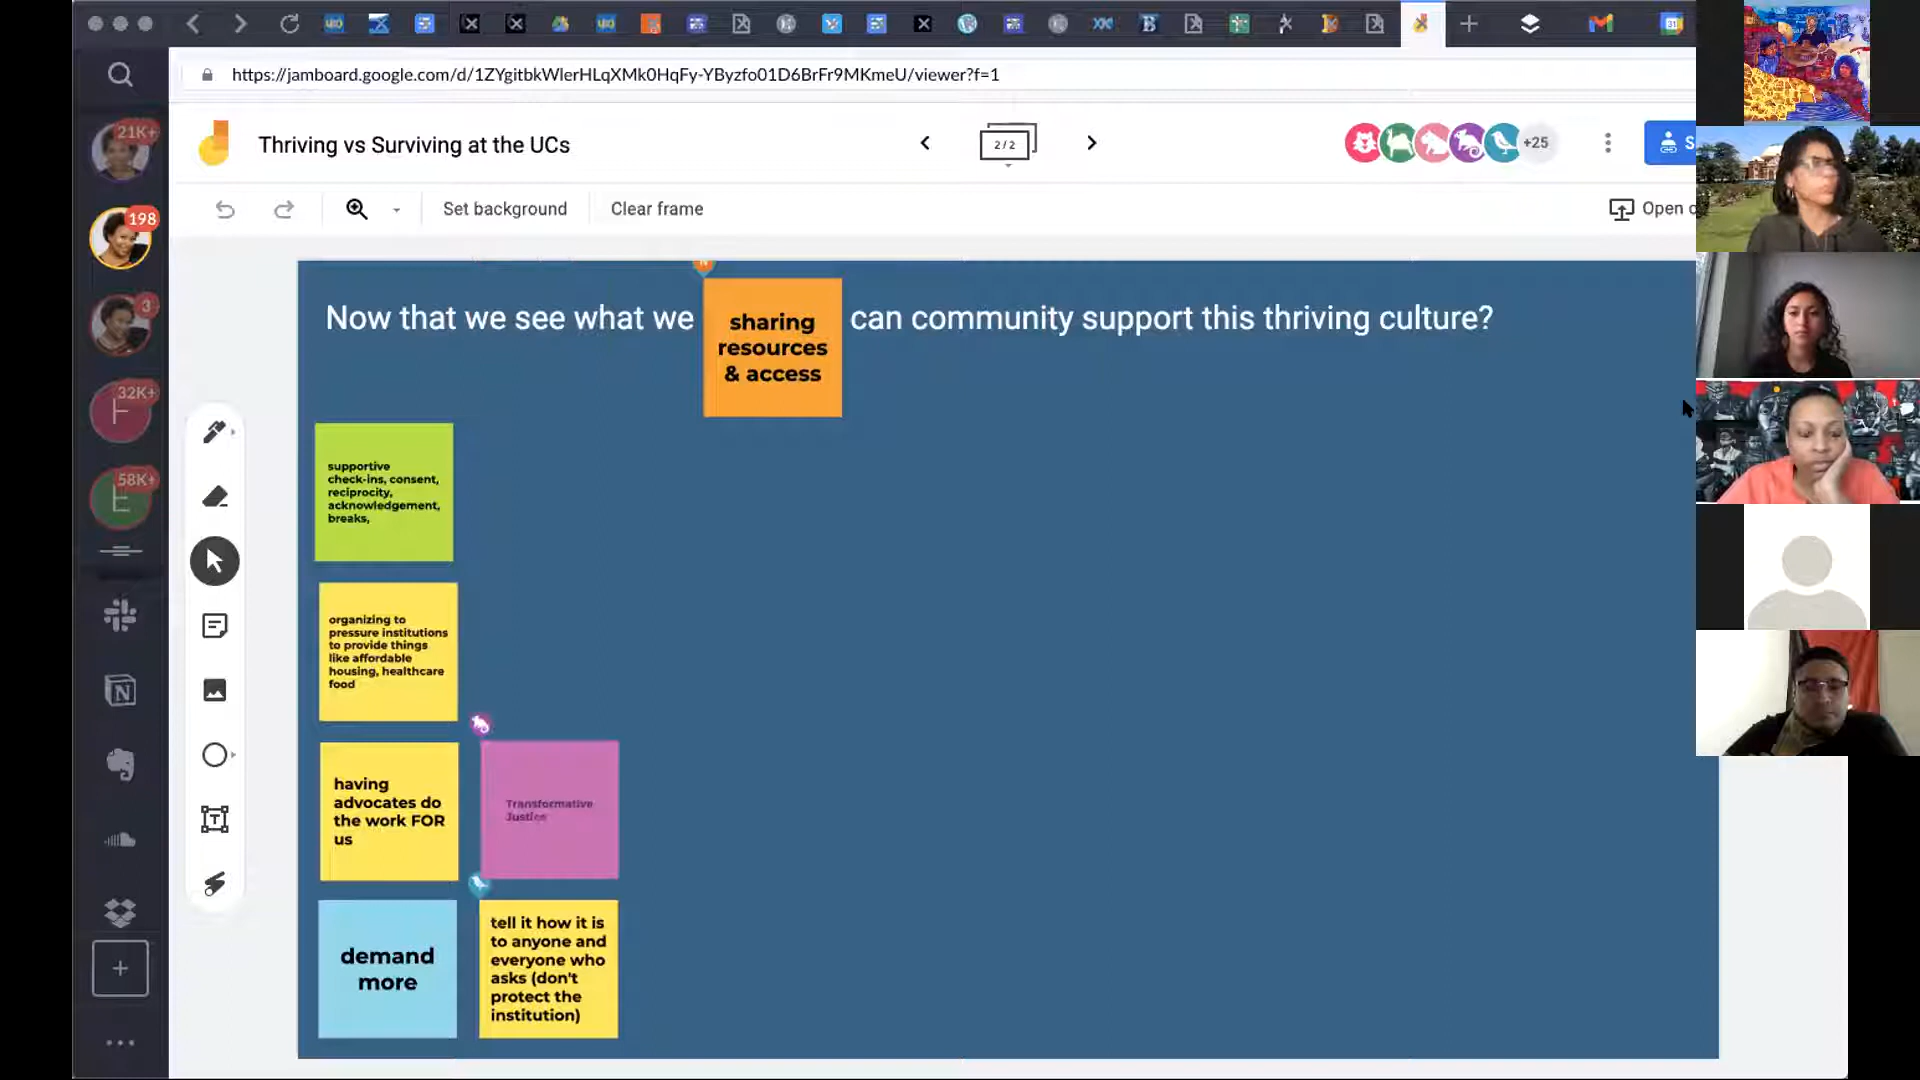 https://jamboard.google.com/d/1ZYgitbkWlerHLqXMk0HqFy-YByzfo01D6BrFr9MKmeU/viewer?f=1
21K+
198
3
32K+
58K+
Thriving vs Surviving at the UCs
2 / 2
+25
S
Set background
Clear frame
Open o
Now that we see what we
can community support this thriving culture?
sharing
resources
& access
supportive
check-ins, consent,
reciprocity,
acknowledgement,
breaks,
organizing to
pressure institutions
to provide things
like affordable
housing, healthcare
food
having
advocates do
the work FOR
us
Transformative
Justice
demand
more
tell it how it is
to anyone and
everyone who
asks (don't
protect the
institution)